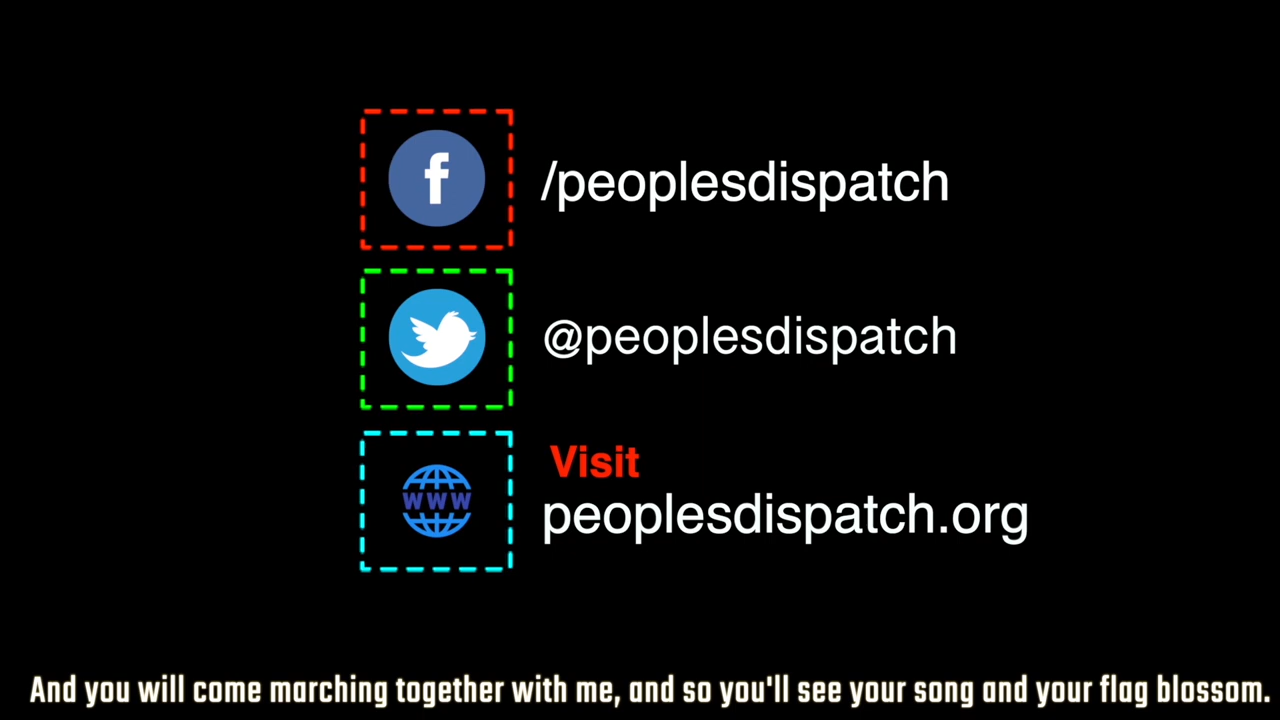 f
/peoplesdispatch
@peoplesdispatch
Visit
www
peoplesdispatch.org
And you will come marching together with me, and so you'll see your song and your flag blossom.